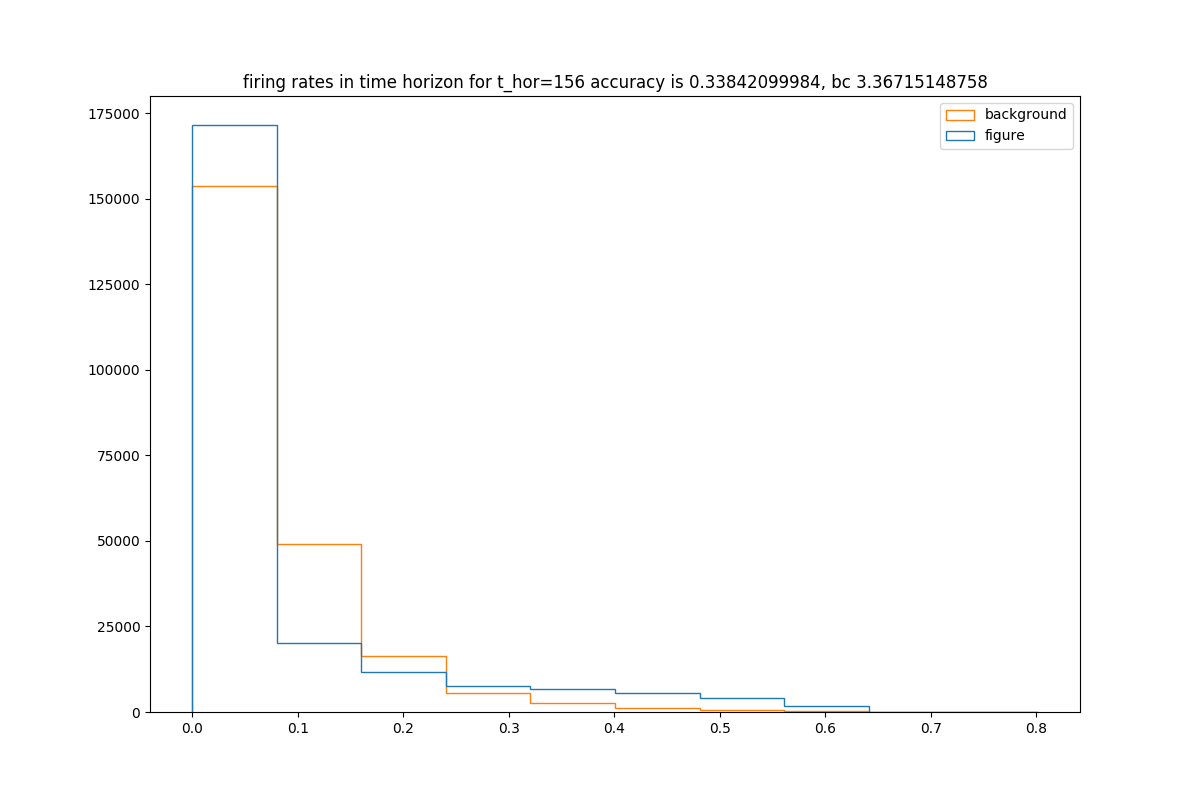 firing rates in time horizon for t_hor=156 accuracy is 0.33842099984, bc 3.36715148758
background
figure
175000
150000
125000
100000
75000
50000
25000
0
0.0 0.1 0.2 0.3 0.4 0.5 0.6 0.7 0.8